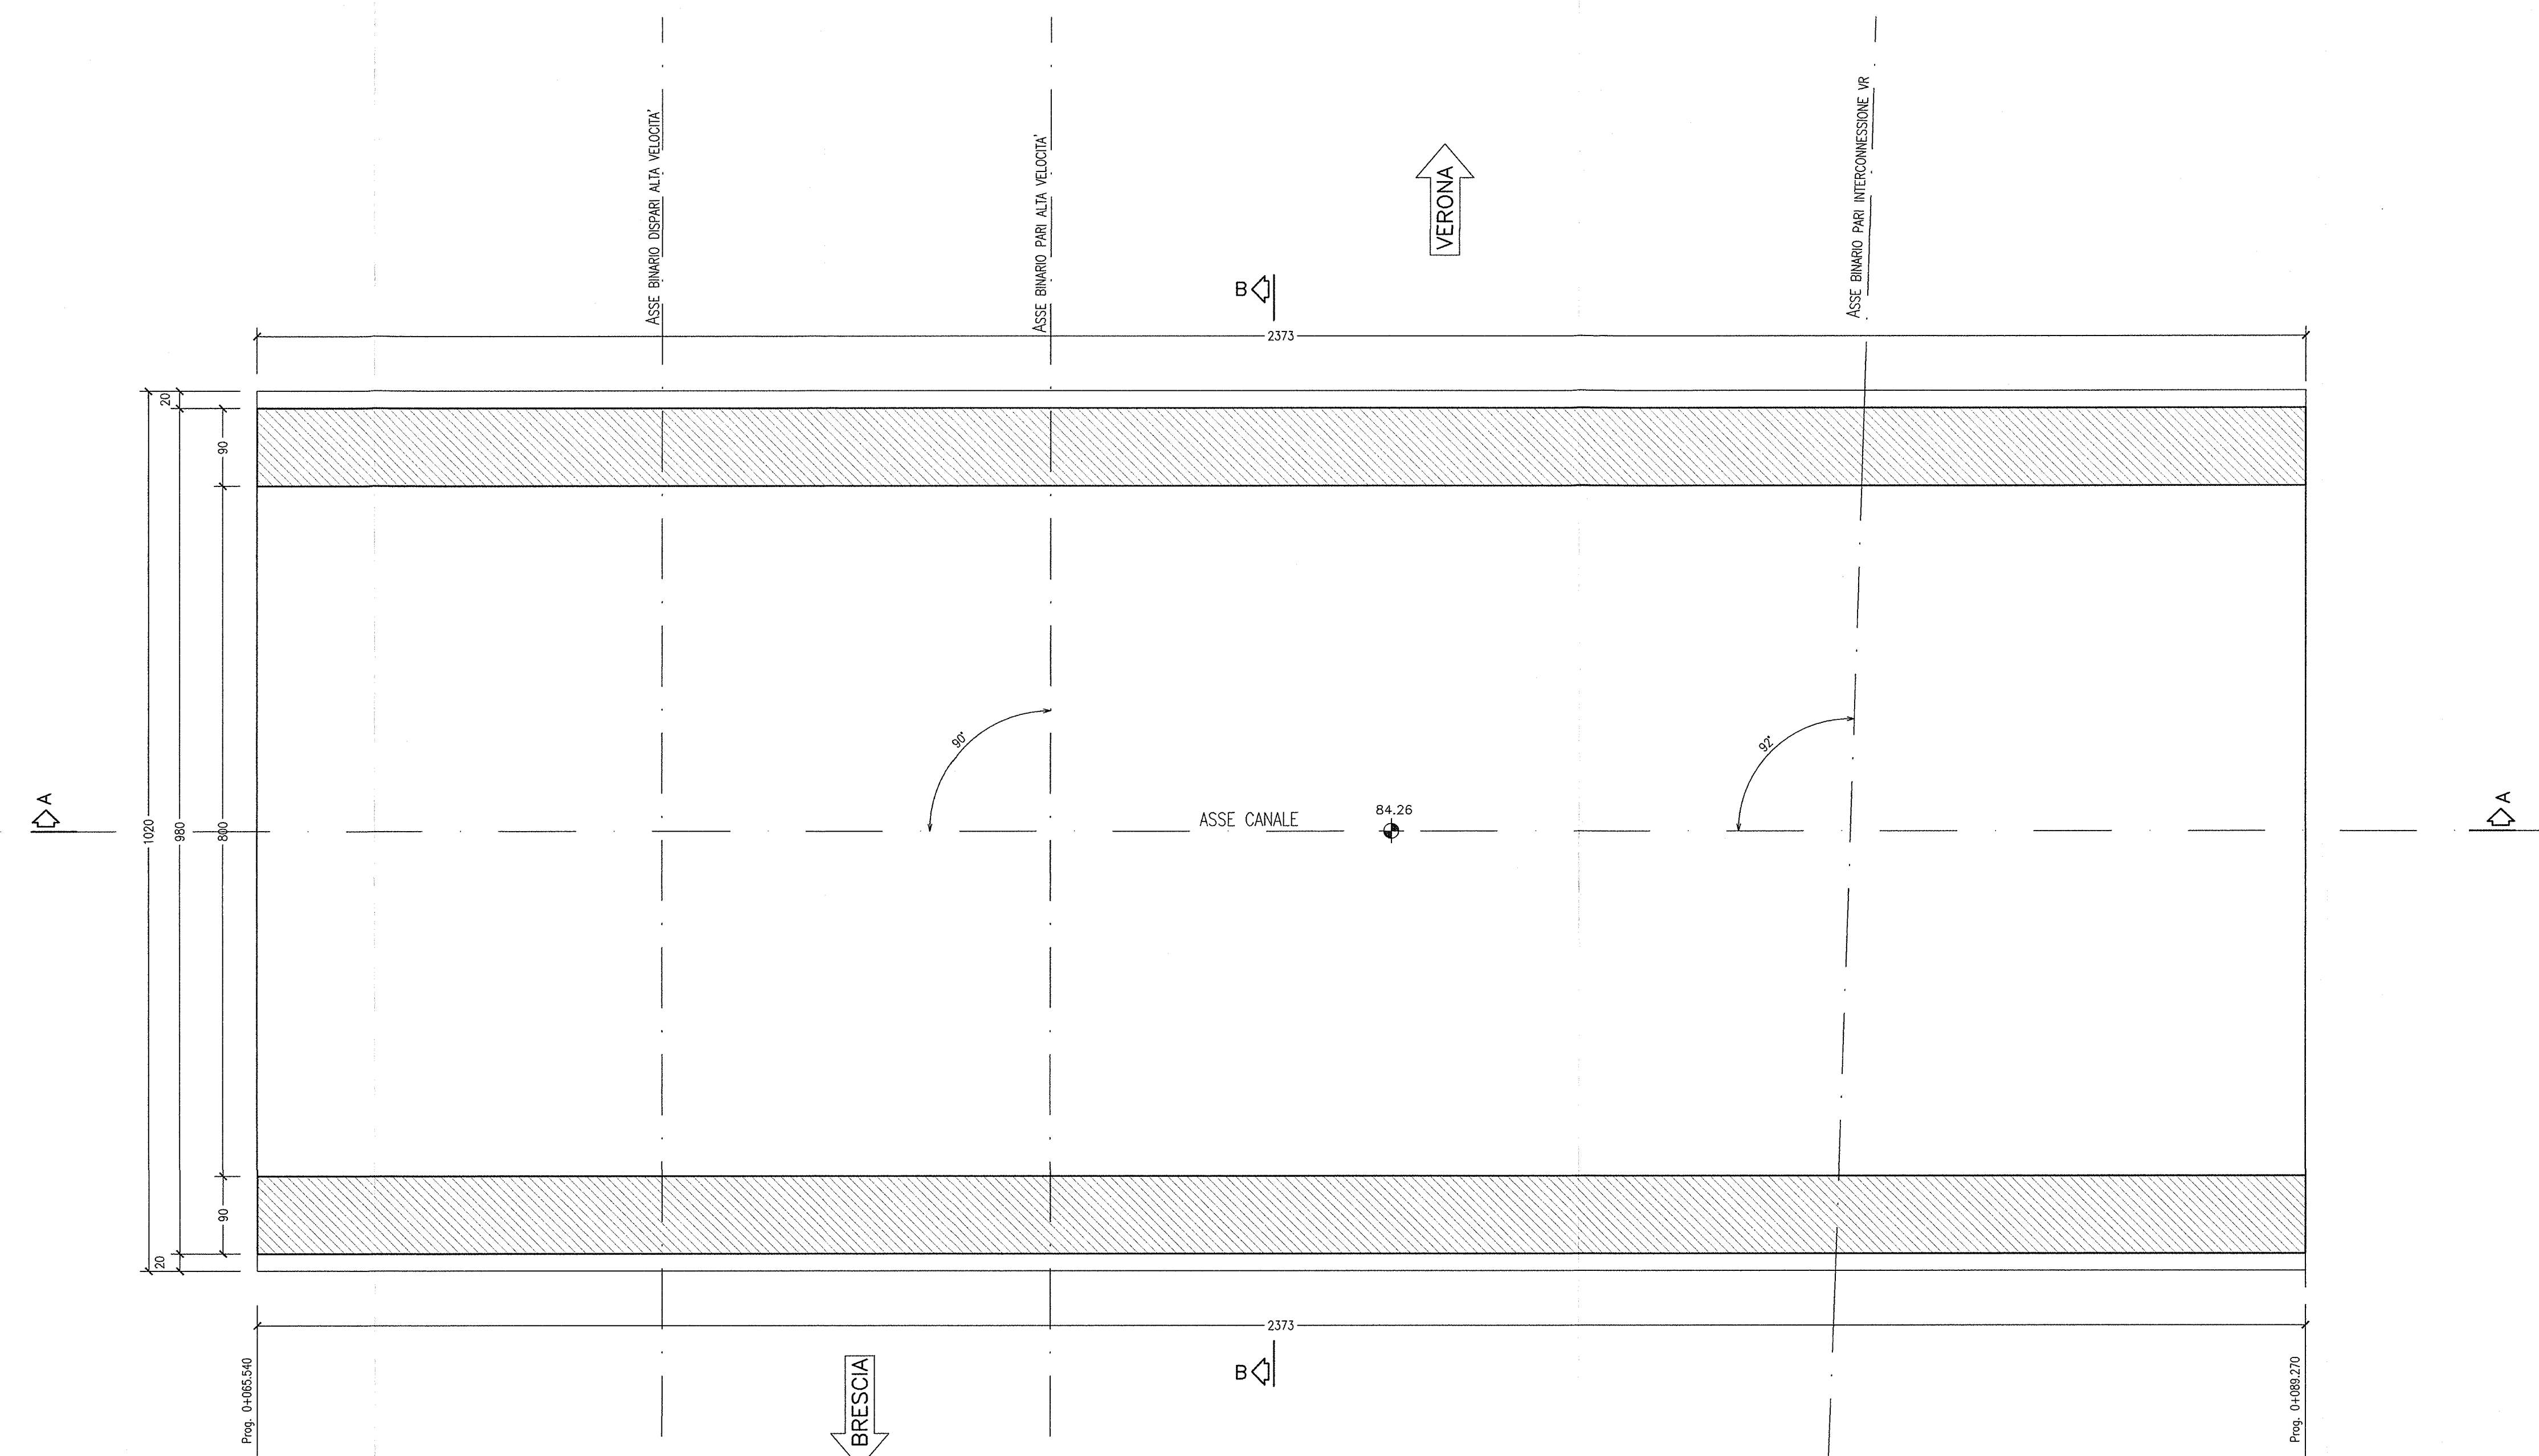 ASSE BINARIO DISPARI ALTA VELOCITA'
ASSE BINARIO PARI ALTA VELOCITA'
VERONA
ASSE BINARIO PARI INTERCONNESSIONE VR
B
2373
20
90
90°
92°
A
1020
980
800
ASSE CANALE
84.26
A
90
20
2373
B
BRESCIA
Prog. 0+065.540
Prog. 0+089.270